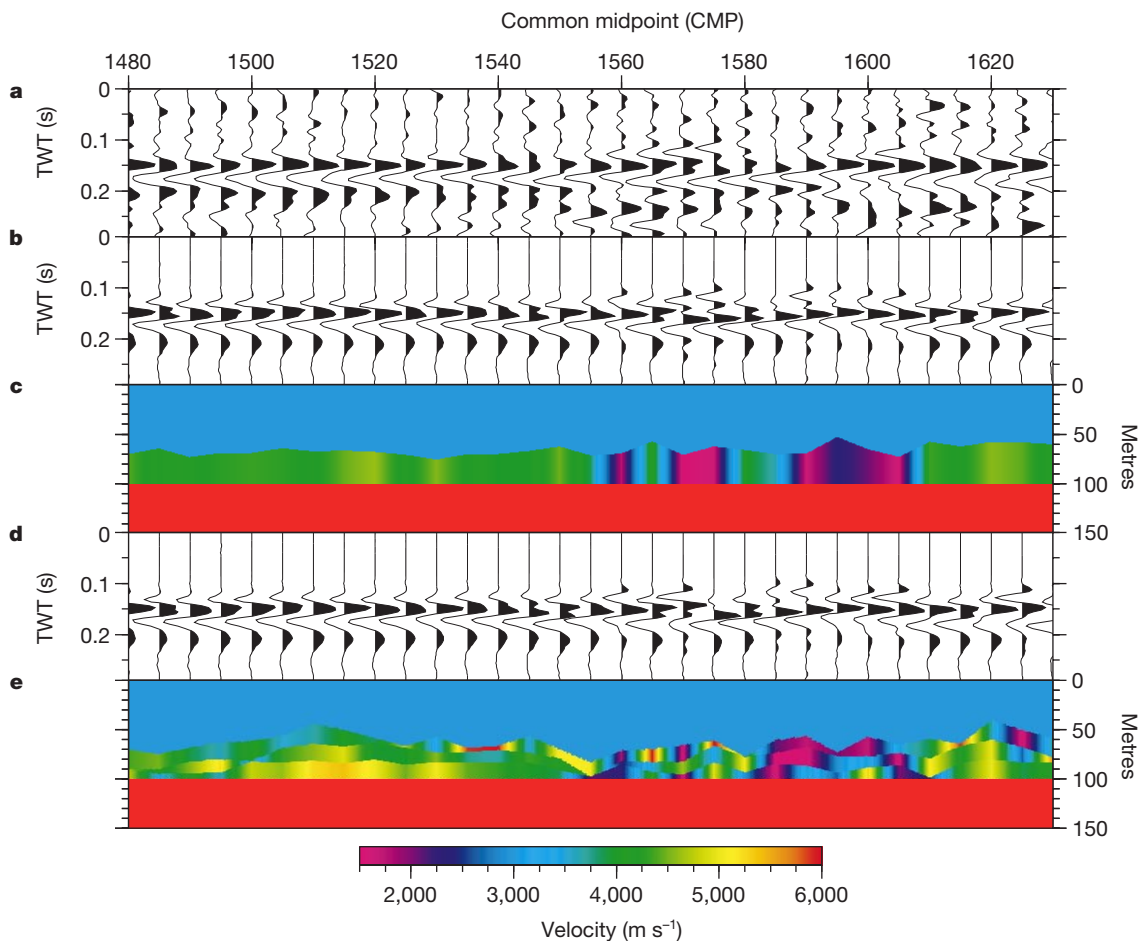 Common midpoint (CMP)
1480 1500 1520 1540 1560 1580 1600 1620
a
0
0.1
0.2
TWT (s)
b
0
0.1
0.2
TWT (s)
c
0
50
100
150
Metres
d
0
0.1
0.2
TWT (s)
e
0
50
100
150
Metres
2,000 3,000 4,000 5,000 6,000
Velocity (m s⁻¹)